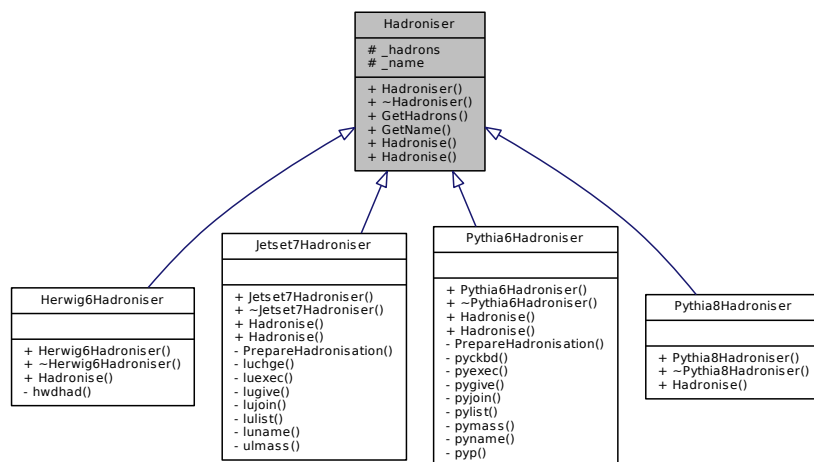 Hadroniser
# _hadrons
# _name
+ Hadroniser()
+ ~Hadroniser()
+ GetHadrons()
+ GetName()
+ Hadronise()
+ Hadronise()
Herwig6Hadroniser
+ Herwig6Hadroniser()
+ ~Herwig6Hadroniser()
+ Hadronise()
- hwdhad()
Jetset7Hadroniser
+ Jetset7Hadroniser()
+ ~Jetset7Hadroniser()
+ Hadronise()
+ Hadronise()
- PrepareHadronisation()
- luchge()
- luexec()
- lugive()
- lujoin()
- lulist()
- luname()
- ulmass()
Pythia6Hadroniser
+ Pythia6Hadroniser()
+ ~Pythia6Hadroniser()
+ Hadronise()
+ Hadronise()
- PrepareHadronisation()
- pyckbd()
- pyexec()
- pygive()
- pyjoin()
- pylist()
- pymass()
- pyname()
- pyp()
Pythia8Hadroniser
+ Pythia8Hadroniser()
+ ~Pythia8Hadroniser()
+ Hadronise()